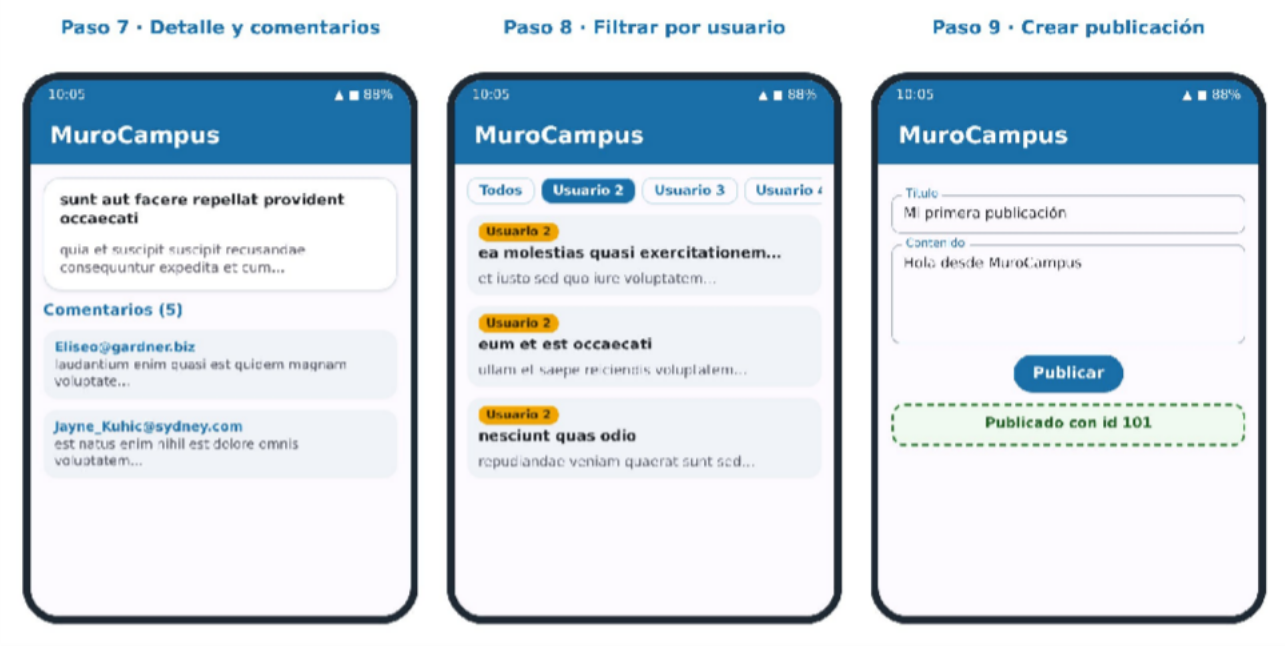 Paso 7 · Detalle y comentarios
10:05
88%
MuroCampus
sunt aut facere repellat provident
occaecati
quia et suscipit suscipit recusandae
consequuntur expedita et cum...
Comentarios (5)
Eliseo@gardner.biz
laudantium enim quasi est quidem magnam
voluptate...
Jayne_Kuhic@sydney.com
est natus enim nihil est dolore omnis
voluptatem...
Paso 8 · Filtrar por usuario
10:05
88%
MuroCampus
Todos
Usuario 2
Usuario 3
Usuario 4
Usuario 2
ea molestias quasi exercitationem...
et iusto sed quo iure voluptatem...
Usuario 2
eum et est occaecati
ullam et saepe reiciendis voluptatem...
Usuario 2
nesciunt quas odio
repudiandae veniam quaerat sunt sed...
Paso 9 · Crear publicación
10:05
88%
MuroCampus
Título
Mi primera publicación
Contenido
Hola desde MuroCampus
Publicar
Publicado con id 101